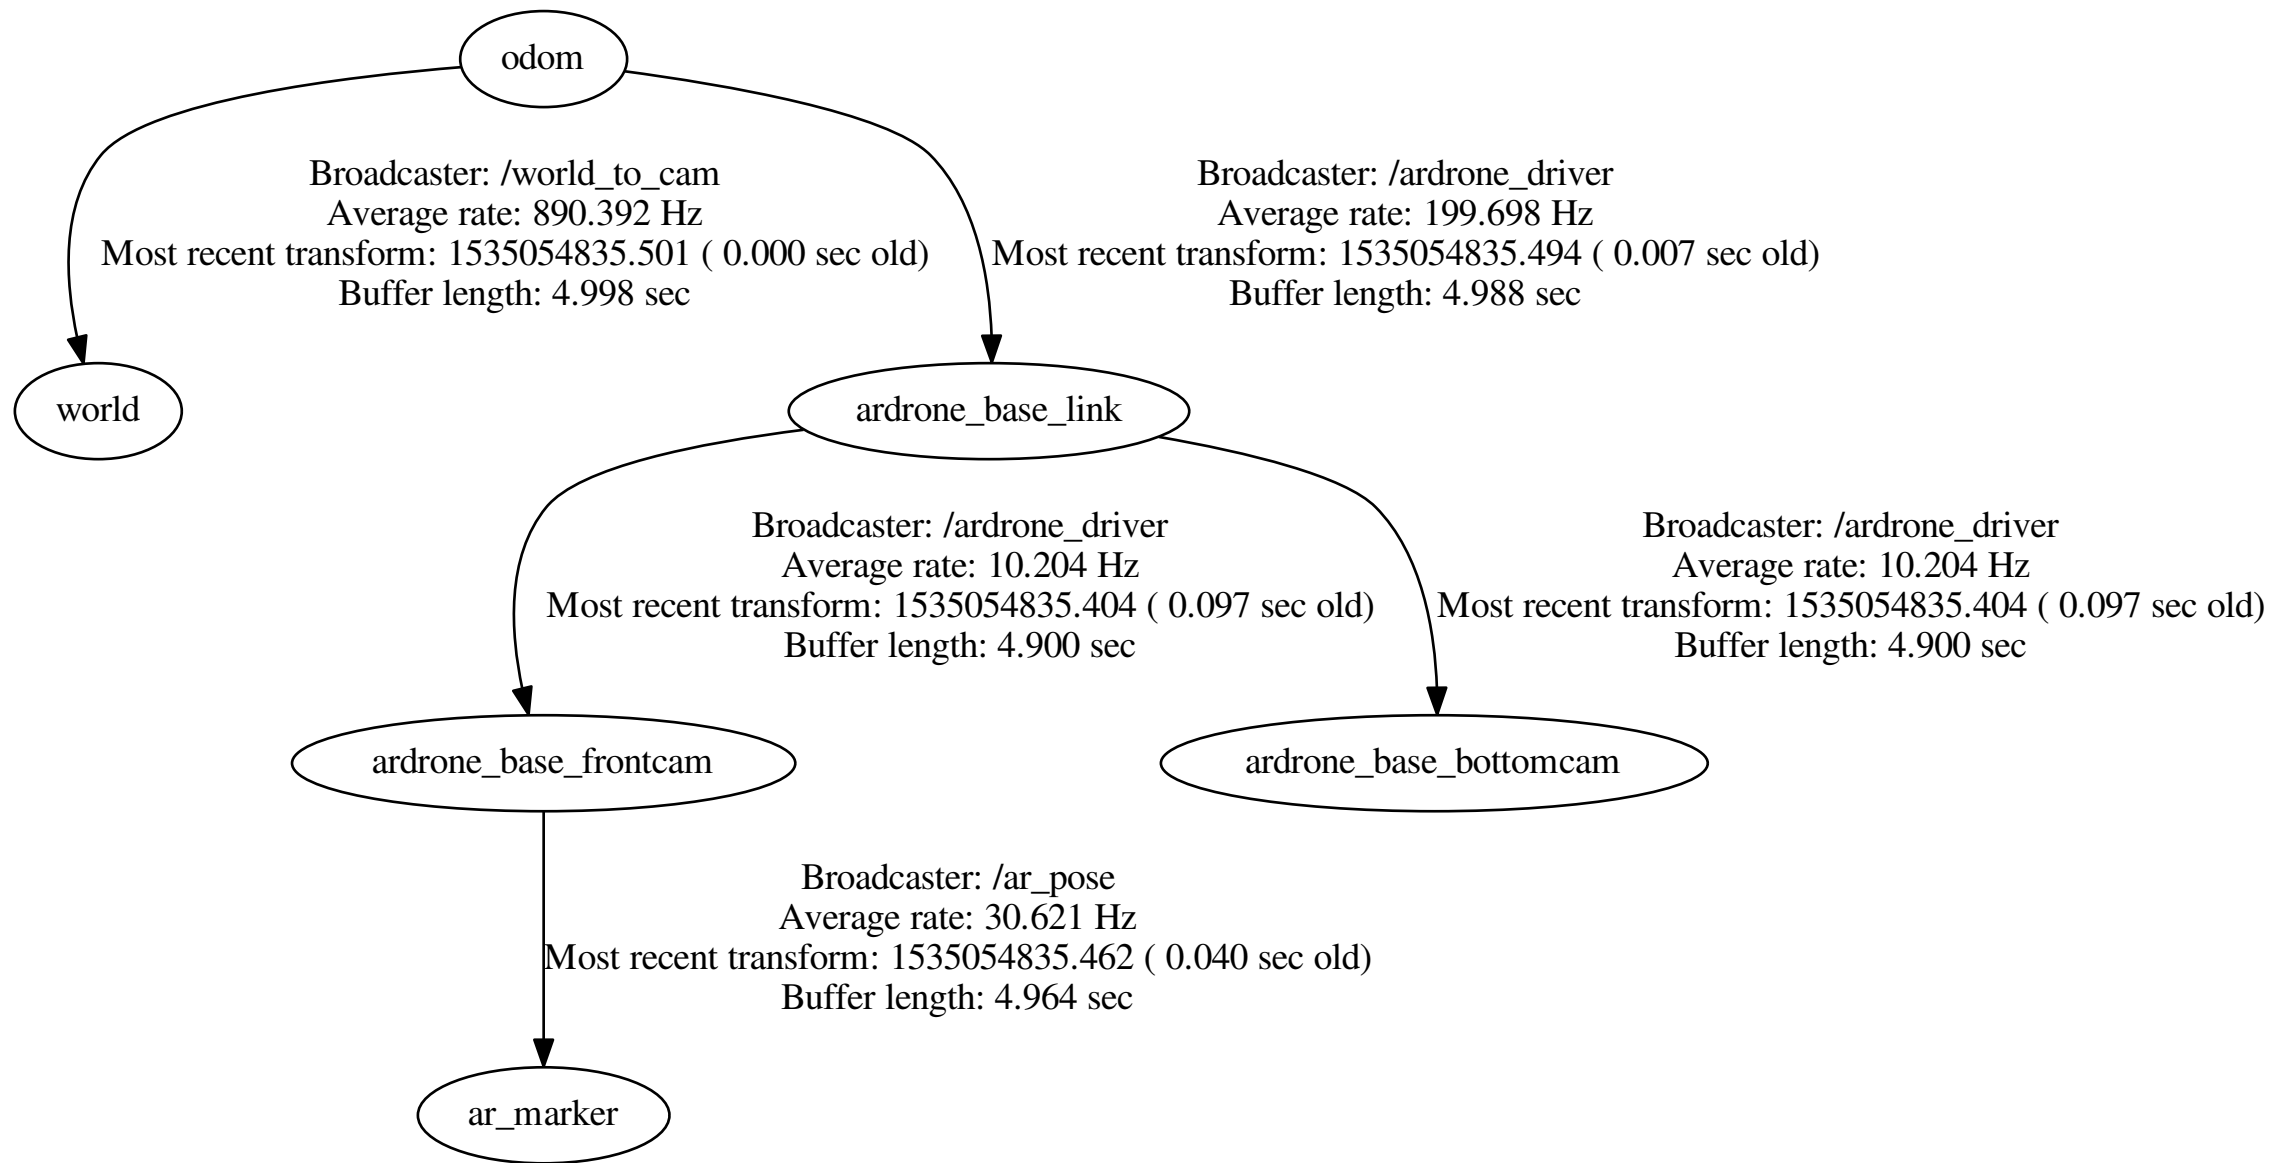 odom
Broadcaster: /world_to_cam
Average rate: 890.392 Hz
Most recent transform: 1535054835.501 ( 0.000 sec old)
Buffer length: 4.998 sec
Broadcaster: /ardrone_driver
Average rate: 199.698 Hz
Most recent transform: 1535054835.494 ( 0.007 sec old)
Buffer length: 4.988 sec
world
ardrone_base_link
Broadcaster: /ardrone_driver
Average rate: 10.204 Hz
Most recent transform: 1535054835.404 ( 0.097 sec old)
Buffer length: 4.900 sec
Broadcaster: /ardrone_driver
Average rate: 10.204 Hz
Most recent transform: 1535054835.404 ( 0.097 sec old)
Buffer length: 4.900 sec
ardrone_base_frontcam
ardrone_base_bottomcam
Broadcaster: /ar_pose
Average rate: 30.621 Hz
Most recent transform: 1535054835.462 ( 0.040 sec old)
Buffer length: 4.964 sec
ar_marker